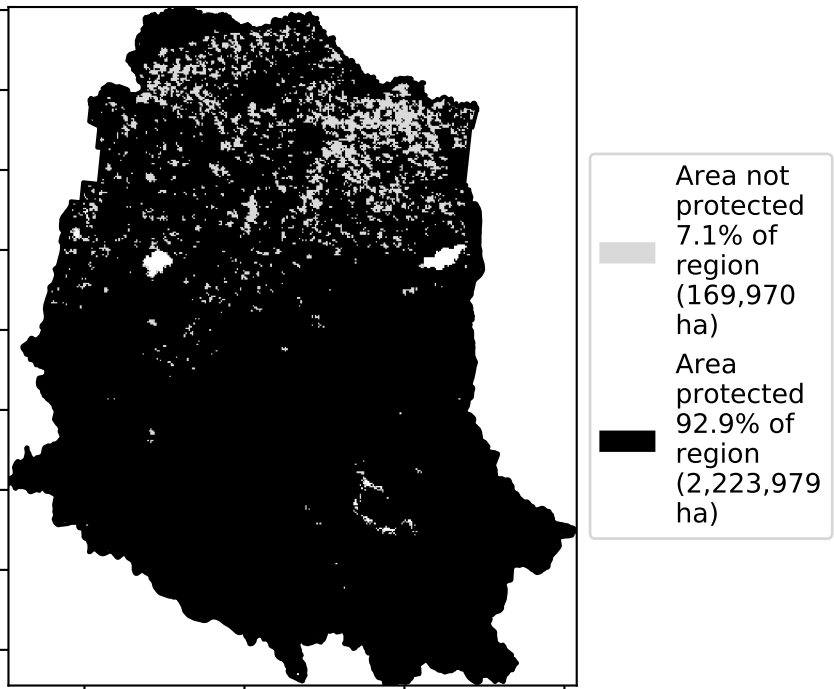 Area not
protected
7.1% of
region
(169,970
ha)
Area
protected
92.9% of
region
(2,223,979
ha)